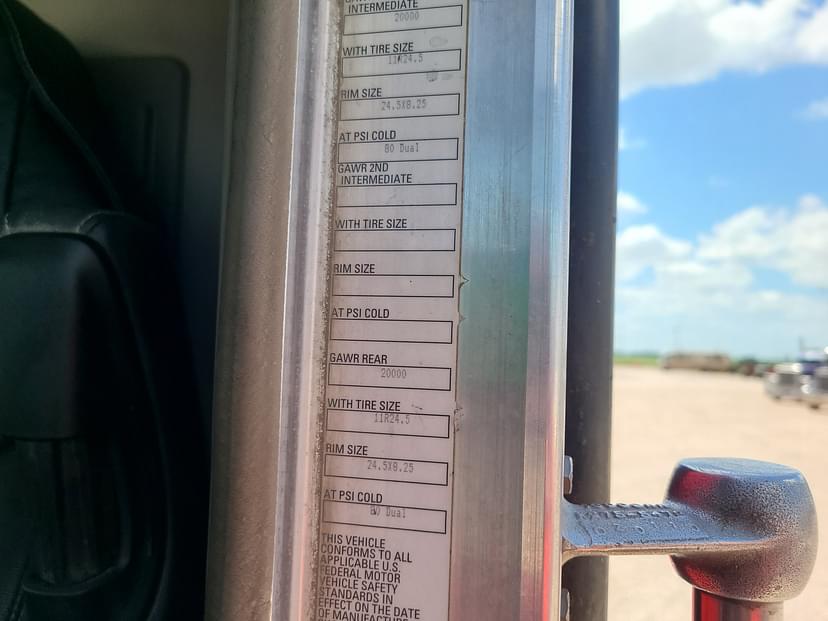 INTERMEDIATE
20000
WITH TIRE SIZE
11R24.5
RIM SIZE
24.5X8.25
AT PSI COLD
80 Dual
GAWR 2ND
INTERMEDIATE
WITH TIRE SIZE
RIM SIZE
AT PSI COLD
GAWR REAR
20000
WITH TIRE SIZE
11R24.5
RIM SIZE
24.5X8.25
AT PSI COLD
80 Dual
THIS VEHICLE
CONFORMS TO ALL
APPLICABLE U.S.
FEDERAL MOTOR
VEHICLE SAFETY
STANDARDS IN
EFFECT ON THE DATE
OF MANUFACTURE